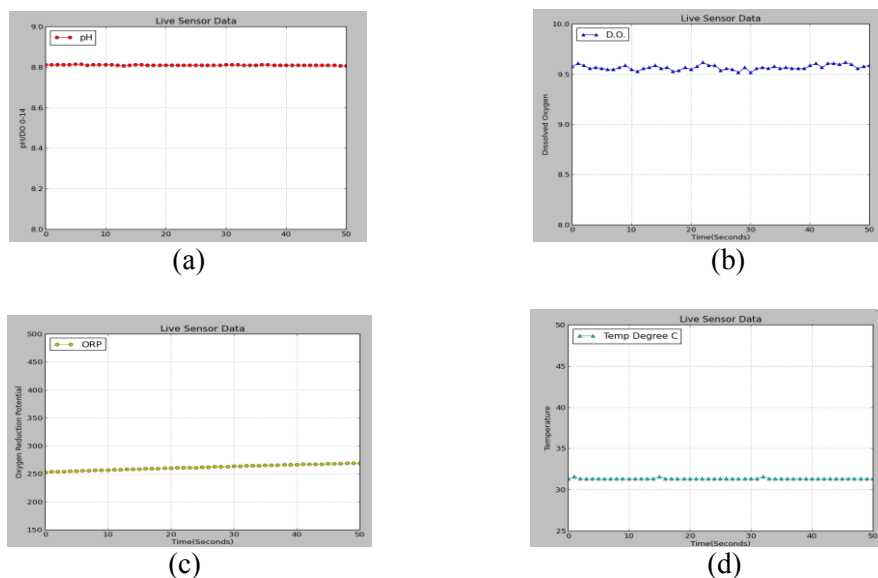 Live Sensor Data
9.0
8.8
8.6
8.4
8.2
8.0
pH/DO 0-14
pH
0 10 20 30 40 50
(a)
Live Sensor Data
10.0
9.5
9.0
8.5
8.0
Dissolved Oxygen
D.O.
0 10 20 30 40 50
Time(Seconds)
(b)
Live Sensor Data
500
450
400
350
300
250
200
150
Oxygen Reduction Potential
ORP
0 10 20 30 40 50
Time(Seconds)
(c)
Live Sensor Data
50
45
40
35
31
25
Temperature
Temp Degree C
0 10 20 30 40 50
Time(Seconds)
(d)